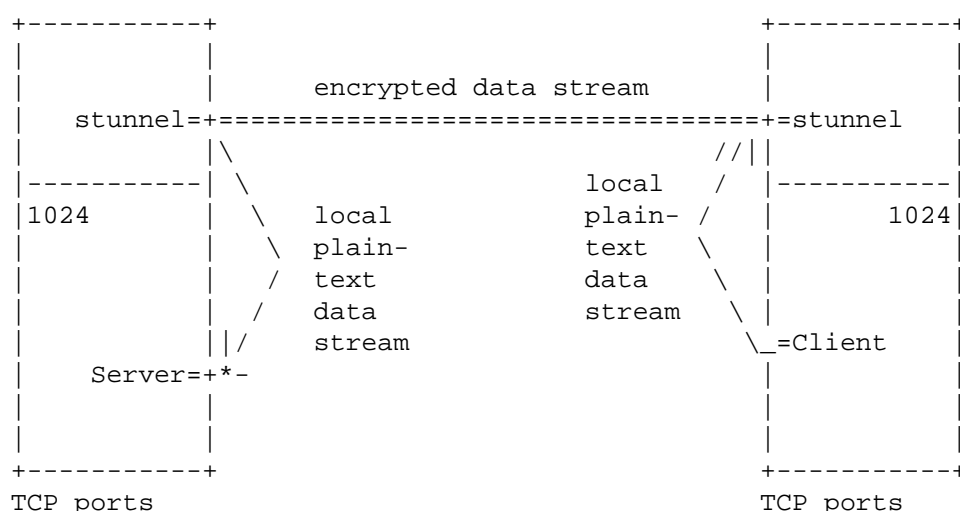 encrypted data stream
stunnel= =stunnel
local
1024 local plain- 1024
plain- text
text data
data stream
stream =Client
Server=
TCP ports TCP ports